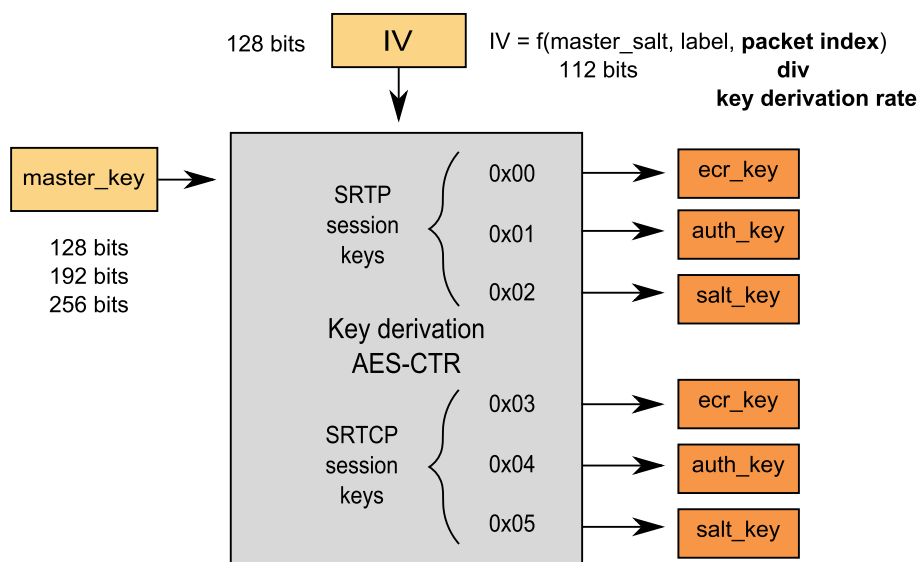 128 bits
IV
IV = f(master_salt, label, packet index)
112 bits
div
key derivation rate
master_key
128 bits
192 bits
256 bits
SRTP
session
keys
0x00
0x01
0x02
ecr_key
auth_key
salt_key
Key derivation
AES-CTR
SRTCP
session
keys
0x03
0x04
0x05
ecr_key
auth_key
salt_key